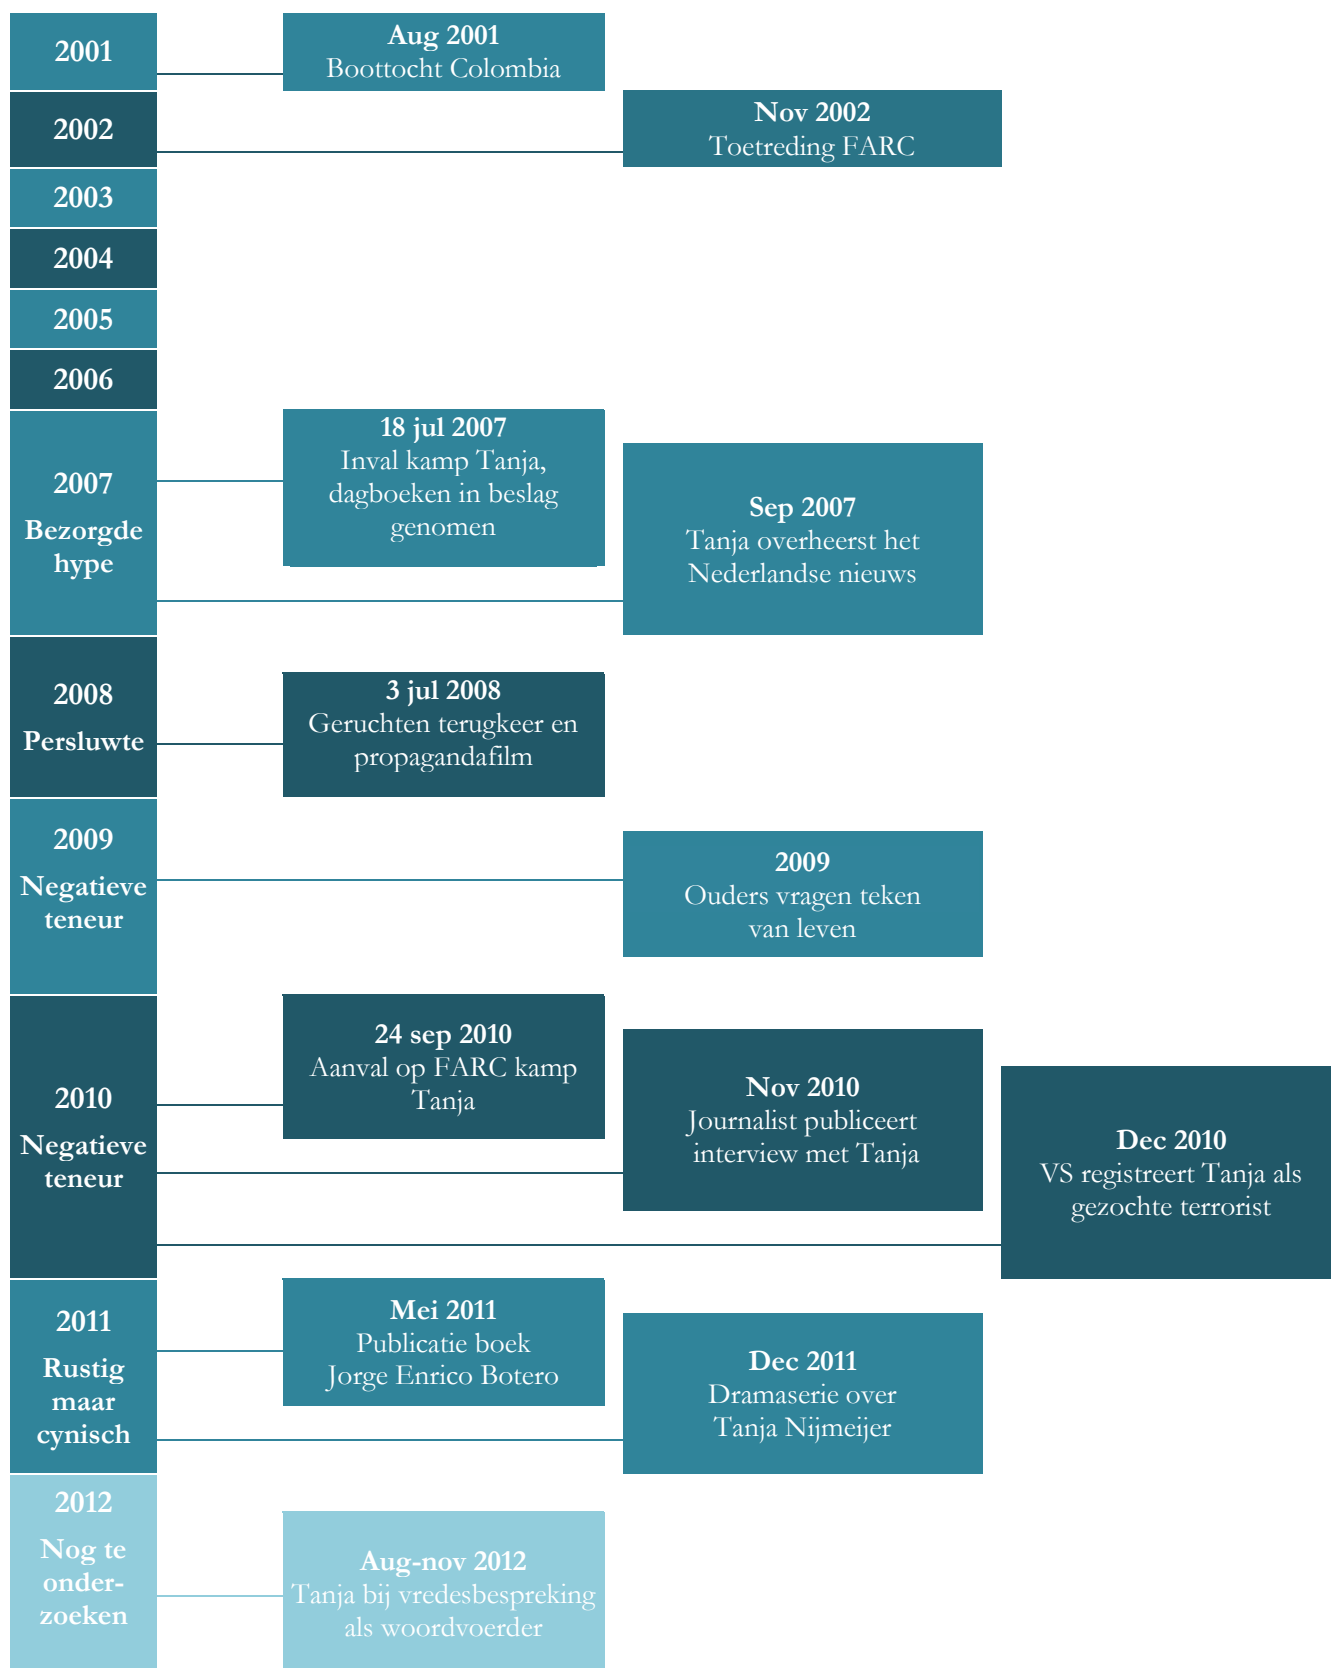 2001
Aug 2001
Boottocht Colombia
2002
Nov 2002
Toetreding FARC
2003
2004
2005
2006
2007
Bezorgde
hype
18 jul 2007
Inval kamp Tanja,
dagboeken in beslag
genomen
Sep 2007
Tanja overheerst het
Nederlandse nieuws
2008
Persluwte
3 jul 2008
Geruchten terugkeer en
propagandafilm
2009
Negatieve
teneur
2009
Ouders vragen teken
van leven
2010
Negatieve
teneur
24 sep 2010
Aanval op FARC kamp
Tanja
Nov 2010
Journalist publiceert
interview met Tanja
Dec 2010
VS registreert Tanja als
gezochte terrorist
2011
Rustig
maar
cynisch
Mei 2011
Publicatie boek
Jorge Enrico Botero
Dec 2011
Dramaserie over
Tanja Nijmeijer
2012
Nog te
onder-
zoeken
Aug-nov 2012
Tanja bij vredesbespreking
als woordvoerder